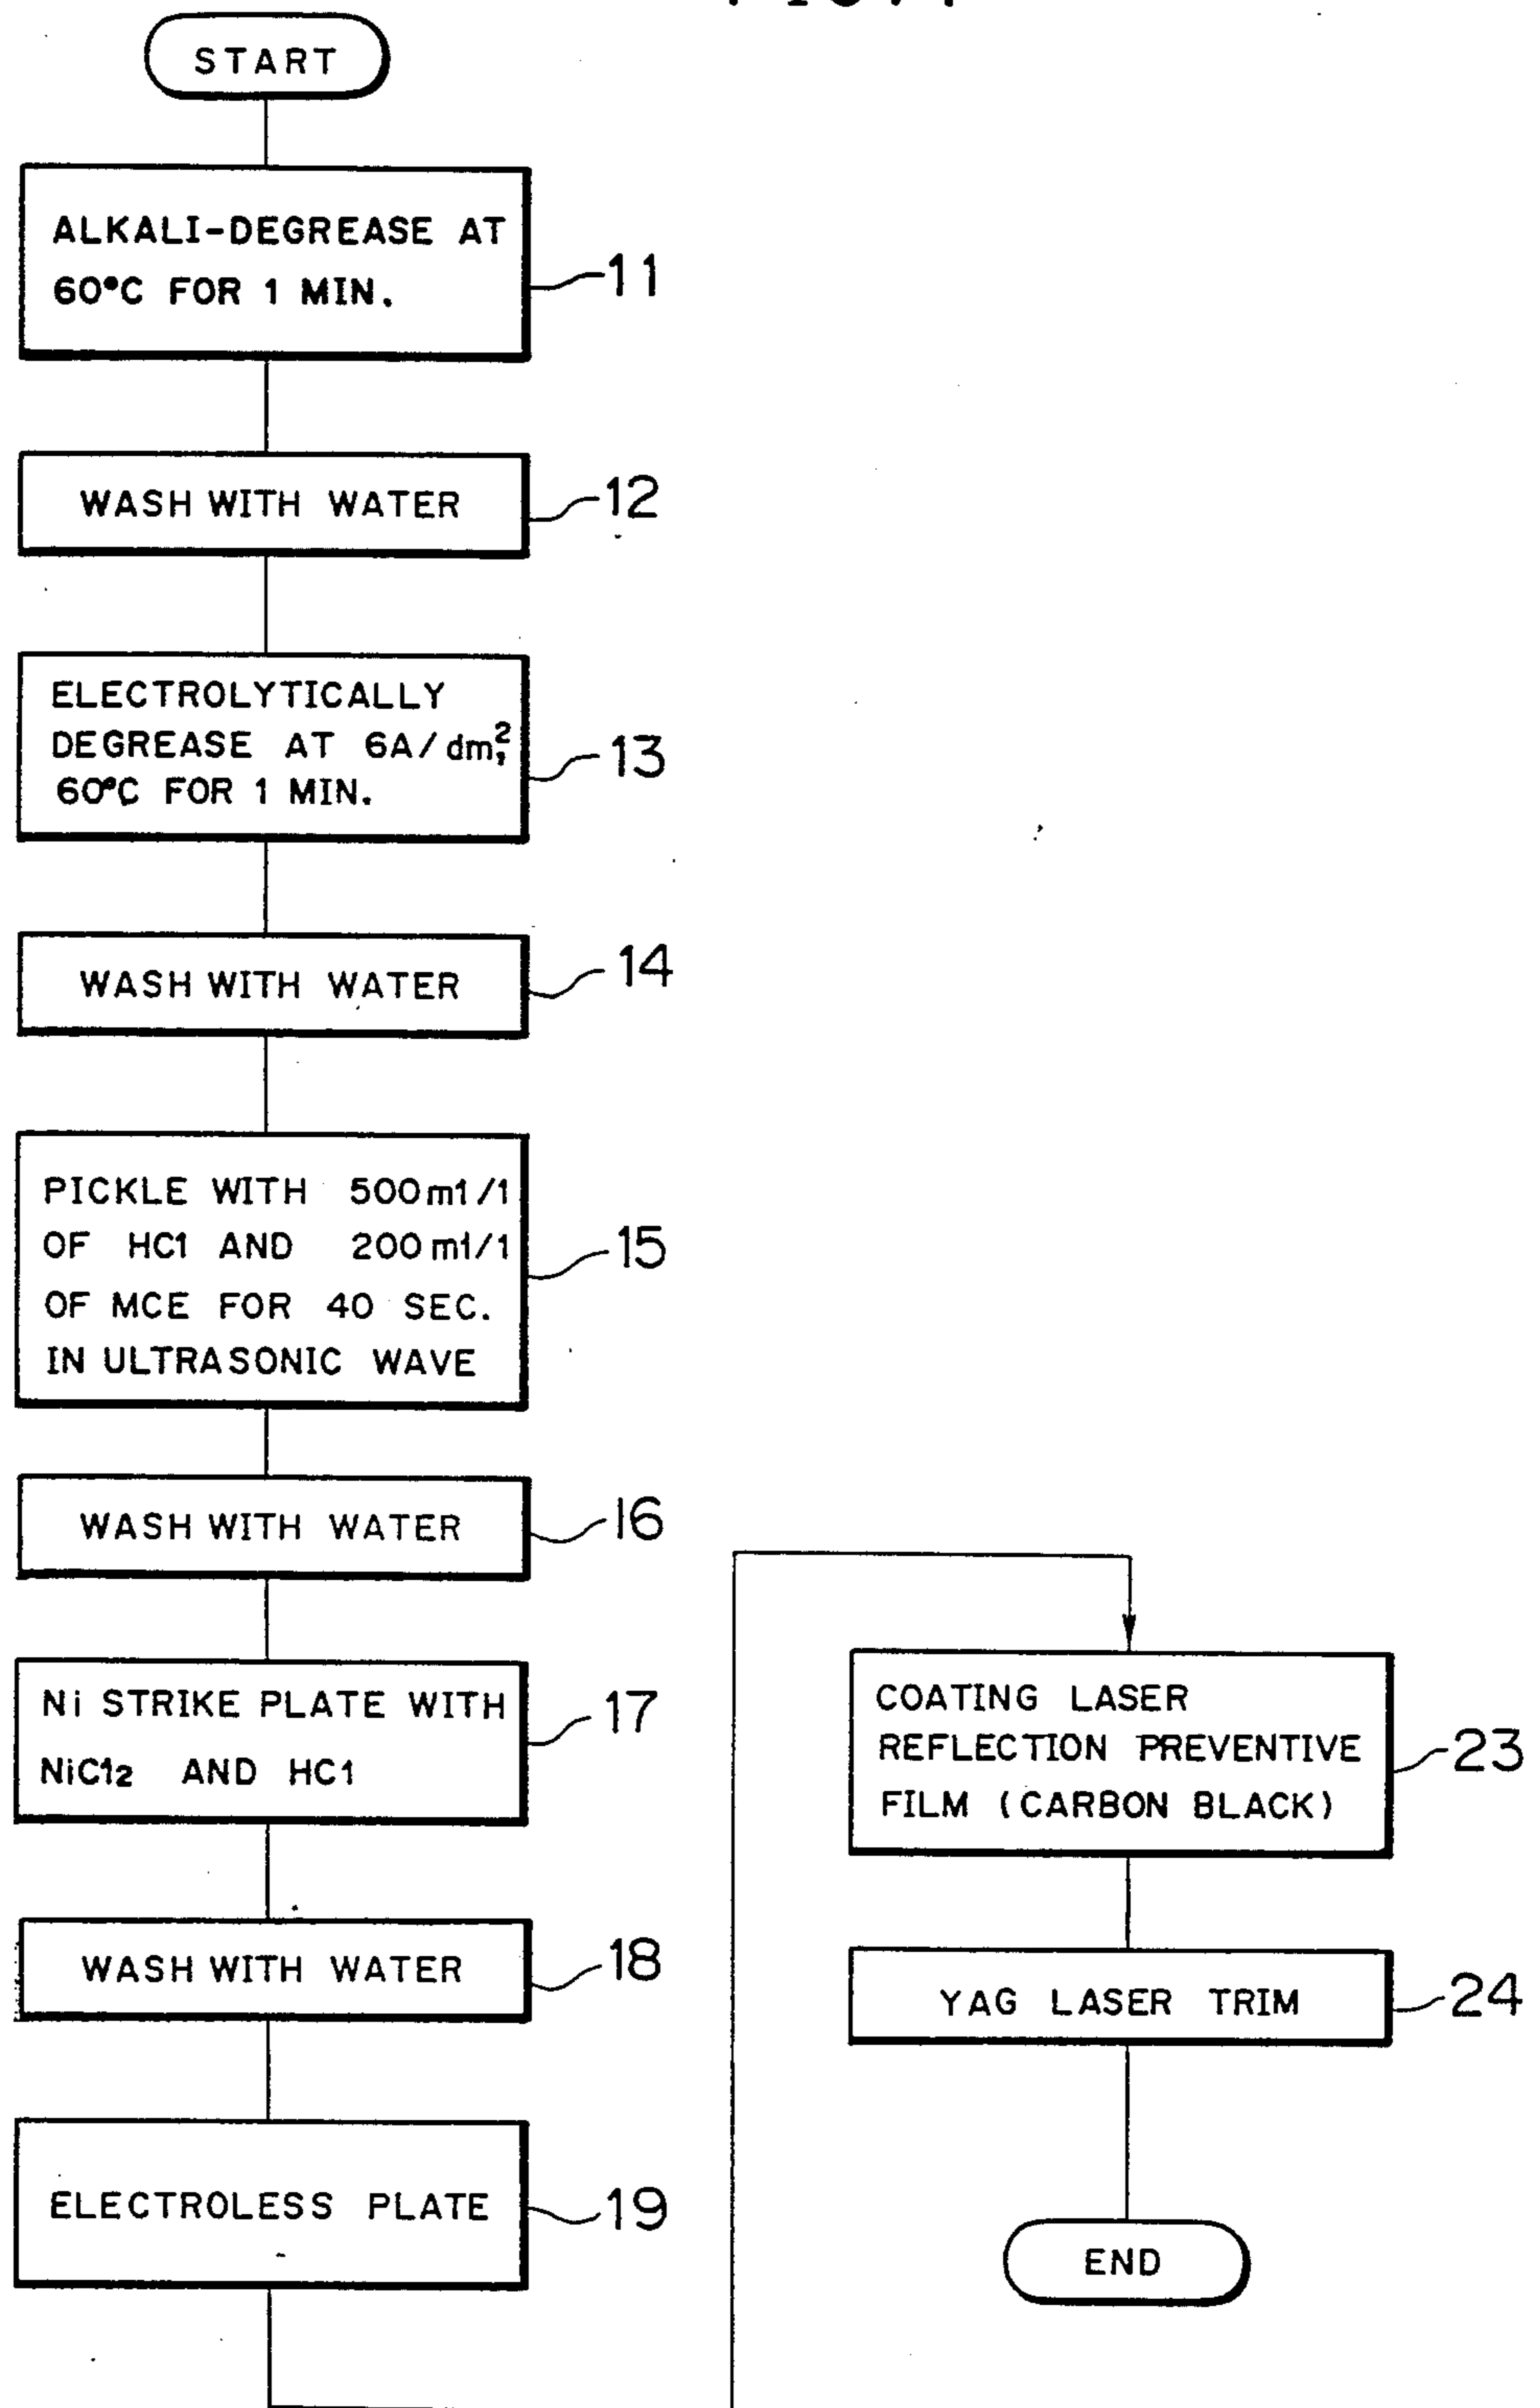 START
ALKALI-DEGREASE AT
60°C FOR 1 MIN.
11
WASH WITH WATER
12
ELECTROLYTICALLY
DEGREASE AT 6A/dm²,
60°C FOR 1 MIN.
13
WASH WITH WATER
14
PICKLE WITH 500ml/l
OF HCl AND 200ml/l
OF MCE FOR 40 SEC.
IN ULTRASONIC WAVE
15
WASH WITH WATER
16
Ni STRIKE PLATE WITH
NiCl₂ AND HCl
17
WASH WITH WATER
18
ELECTROLESS PLATE
19
COATING LASER
REFLECTION PREVENTIVE
FILM (CARBON BLACK)
23
YAG LASER TRIM
24
END